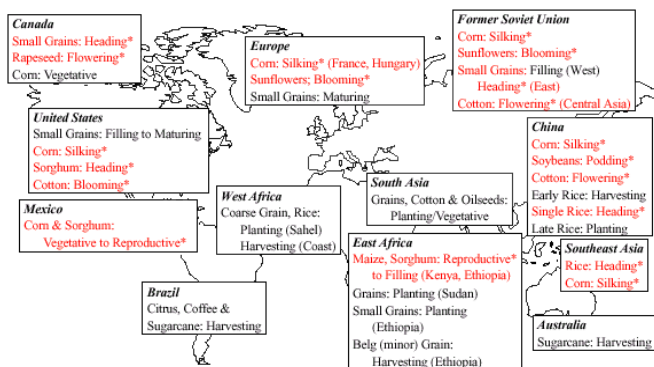 Canada
Small Grains: Heading*
Rapeseed: Flowering*
Corn: Vegetative
Europe
Corn: Silking* (France, Hungary)
Sunflowers; Blooming*
Small Grains: Maturing
Former Soviet Union
Corn: Silking*
Sunflowers: Blooming*
Small Grains: Filling (West)
Heading* (East)
Cotton: Flowering* (Central Asia)
United States
Small Grains: Filling to Maturing
Corn: Silking*
Sorghum: Heading*
Cotton: Blooming*
China
Corn: Silking*
Soybeans: Podding*
Cotton: Flowering*
Early Rice: Harvesting
Single Rice: Heading*
Late Rice: Planting
Mexico
Corn & Sorghum:
Vegetative to Reproductive*
West Africa
Coarse Grain, Rice:
Planting (Sahel)
Harvesting (Coast)
South Asia
Grains, Cotton & Oilseeds:
Planting/Vegetative
East Africa
Maize, Sorghum: Reproductive*
to Filling (Kenya, Ethiopia)
Grains: Planting (Sudan)
Small Grains: Planting
(Ethiopia)
Belg (minor) Grain:
Harvesting (Ethiopia)
Southeast Asia
Rice: Heading*
Corn: Silking*
Brazil
Citrus, Coffee &
Sugarcane: Harvesting
Australia
Sugarcane: Harvesting